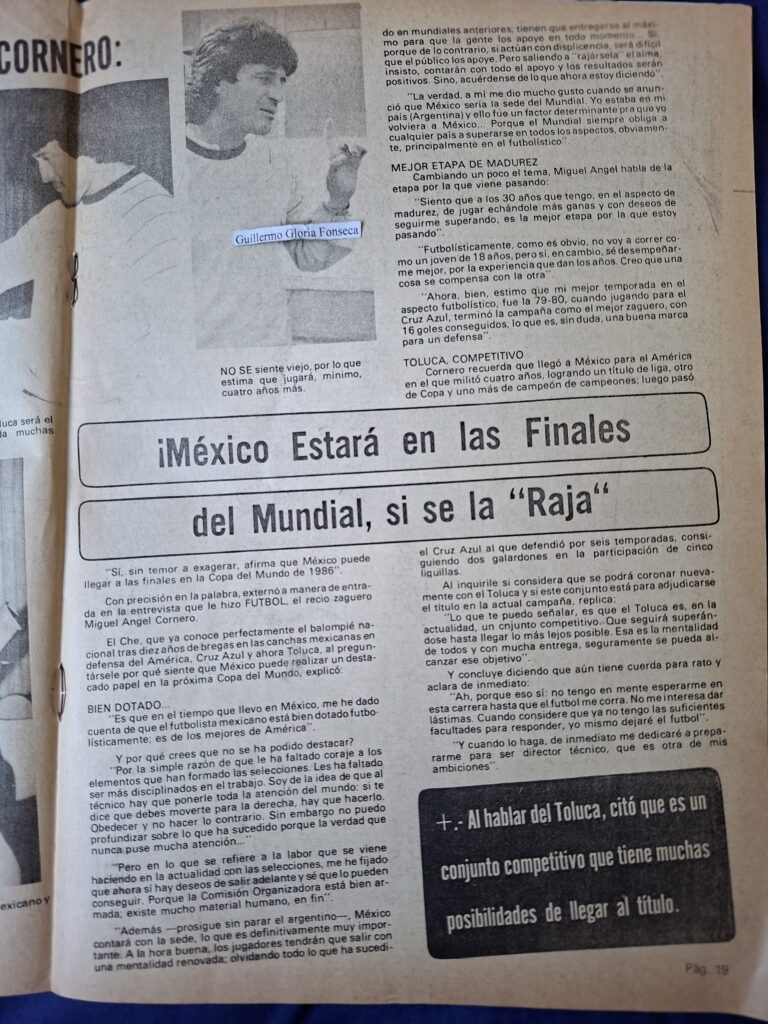 CORNERO:
Guillermo Gloria Fonseca
NO SE siente viejo, por lo que
estima que jugará, mínimo,
cuatro años más.
luca será el
da muchas
exicano y
¡México Estará en las Finales
del Mundial, si se la “Raja“
“Sí, sin temor a exagerar, afirma que México puede
llegar a las finales en la Copa del Mundo de 1986”.
Con precisión en la palabra, externó a manera de entra-
da en la entrevista que le hizo FUTBOL, el recio zaguero
Miguel Angel Cornero.
El Che, que ya conoce perfectamente el balompié na-
cional tras diez años de bregas en las canchas mexicanas en
defensa del América, Cruz Azul y ahora Toluca, al pregun-
társele por qué siente que México puede realizar un desta-
cado papel en la próxima Copa del Mundo, explicó:
BIEN DOTADO...
“Es que en el tiempo que llevo en México, me he dado
cuenta de que el futbolista mexicano está bien dotado futbo-
lísticamente; es de los mejores de América”.
Y por qué crees que no se ha podido destacar?
“Por la simple razón de que le ha faltado coraje a los
elementos que han formado las selecciones. Les ha faltado
ser más disciplinados en el trabajo. Soy de la idea de que al
técnico hay que ponerle toda la atención del mundo: si te
dice que debes moverte para la derecha, hay que hacerlo.
Obedecer y no hacer lo contrario. Sin embargo no puedo
profundizar sobre lo que ha sucedido porque la verdad que
nunca puse mucha atención...”
“Pero en lo que se refiere a la labor que se viene
haciendo en la actualidad con las selecciones, me he fijado
que ahora sí hay deseos de salir adelante y sé que lo pueden
conseguir. Porque la Comisión Organizadora está bien ar-
mada; existe mucho material humano, en fin”.
“Además —prosigue sin parar el argentino—, México
contará con la sede, lo que es definitivamente muy impor-
tante. A la hora buena, los jugadores tendrán que salir con
una mentalidad renovada; olvidando todo lo que ha sucedi-
do en mundiales anteriores; tienen que entregarse al máxi-
mo para que la gente los apoye en todo momento. Sí,
porque de lo contrario, si actúan con displicencia, será difícil
que el público los apoye. Pero saliendo a “rajársela” el alma,
insisto, contarán con todo el apoyo y los resultados serán
positivos. Sino, acuérdense de lo que ahora estoy diciendo”.
“La verdad, a mí me dio mucho gusto cuando se anun-
ció que México sería la sede del Mundial. Yo estaba en mi
país (Argentina) y ello fue un factor determinante pra que yo
volviera a México... Porque el Mundial siempre obliga a
cualquier país a superarse en todos los aspectos, obviamen-
te, principalmente en el futbolístico”.
MEJOR ETAPA DE MADUREZ
Cambiando un poco el tema, Miguel Angel habla de la
etapa por la que viene pasando:
“Siento que a los 30 años que tengo, en el aspecto de
madurez, de jugar echándole más ganas y con deseos de
seguirme superando, es la mejor etapa por la que estoy
pasando”.
“Futbolísticamente, como es obvio, no voy a correr co-
mo un joven de 18 años, pero sí, en cambio, sé desempeñar-
me mejor, por la experiencia que dan los años. Creo que una
cosa se compensa con la otra”.
“Ahora, bien, estimo que mi mejor temporada en el
aspecto futbolístico, fue la 79-80, cuando jugando para el
Cruz Azul, terminó la campaña como el mejor zaguero, con
16 goles conseguidos, lo que es, sin duda, una buena marca
para un defensa”.
TOLUCA, COMPETITIVO
Cornero recuerda que llegó a México para el América
en el que militó cuatro años, logrando un título de liga, otro
de Copa y uno más de campeón de campeones; luego pasó
el Cruz Azul al que defendió por seis temporadas, consi-
guiendo dos galardones en la participación de cinco
liguillas.
Al inquirile si considera que se podrá coronar nueva-
mente con el Toluca y si este conjunto está para adjudicarse
el título en la actual campaña, replica:
“Lo que te puedo señalar, es que el Toluca es, en la
actualidad, un cnjunto competitivo. Que seguirá superán-
dose hasta llegar lo más lejos posible. Esa es la mentalidad
de todos y con mucha entrega, seguramente se pueda al-
canzar ese objetivo”.
Y concluye diciendo que aún tiene cuerda para rato y
aclara de inmediato:
“Ah, porque eso sí: no tengo en mente esperarme en
esta carrera hasta que el futbol me corra. No me interesa dar
lástimas. Cuando considere que ya no tengo las suficientes
facultades para responder, yo mismo dejaré el futbol”.
“Y cuando lo haga, de inmediato me dedicaré a prepa-
rarme para ser director técnico, que es otra de mis
ambiciones”.
+.- Al hablar del Toluca, citó que es un
conjunto competitivo que tiene muchas
posibilidades de llegar al título.
Pág. 19